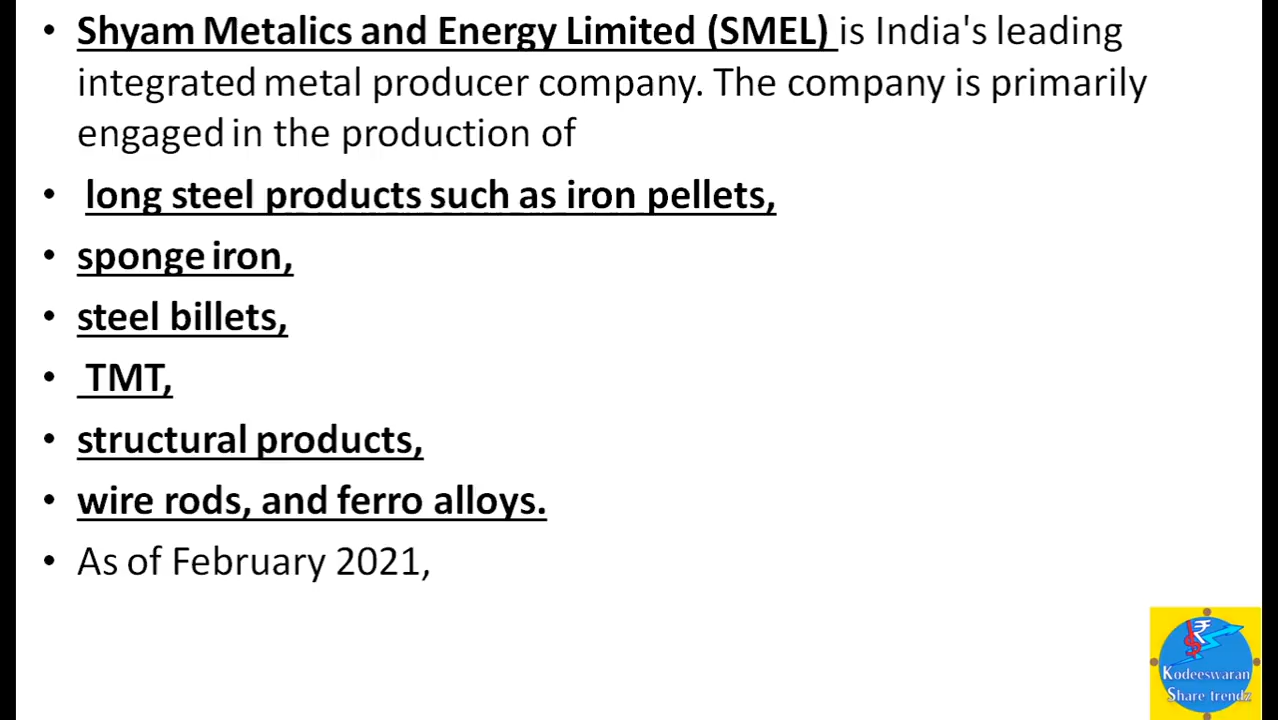 • Shyam Metalics and Energy Limited (SMEL) is India's leading
integrated metal producer company. The company is primarily
engaged in the production of
• long steel products such as iron pellets,
• sponge iron,
• steel billets,
• TMT,
• structural products,
• wire rods, and ferro alloys.
• As of February 2021,
₹
Kodeeswaran
Share trendz